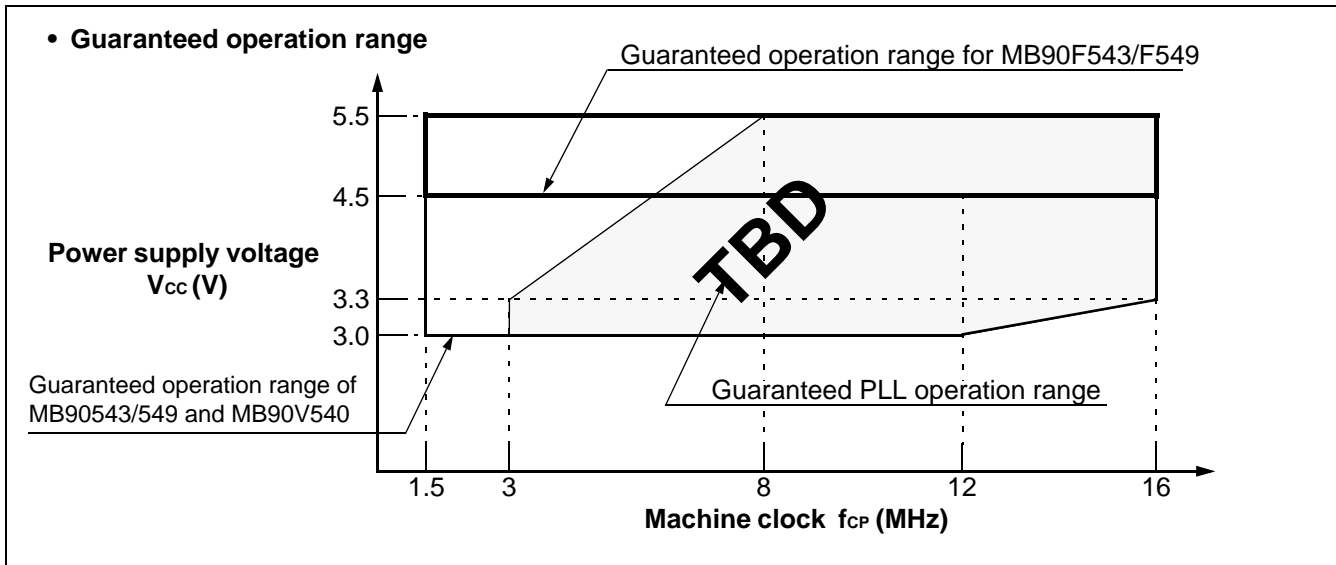 • Guaranteed operation range
Guaranteed operation range for MB90F543/F549
5.5
4.5
Power supply voltage
VCC (V)
3.3
3.0
TBD
Guaranteed operation range of
MB90543/549 and MB90V540
Guaranteed PLL operation range
1.5 3 8 12 16
Machine clock fCP (MHz)